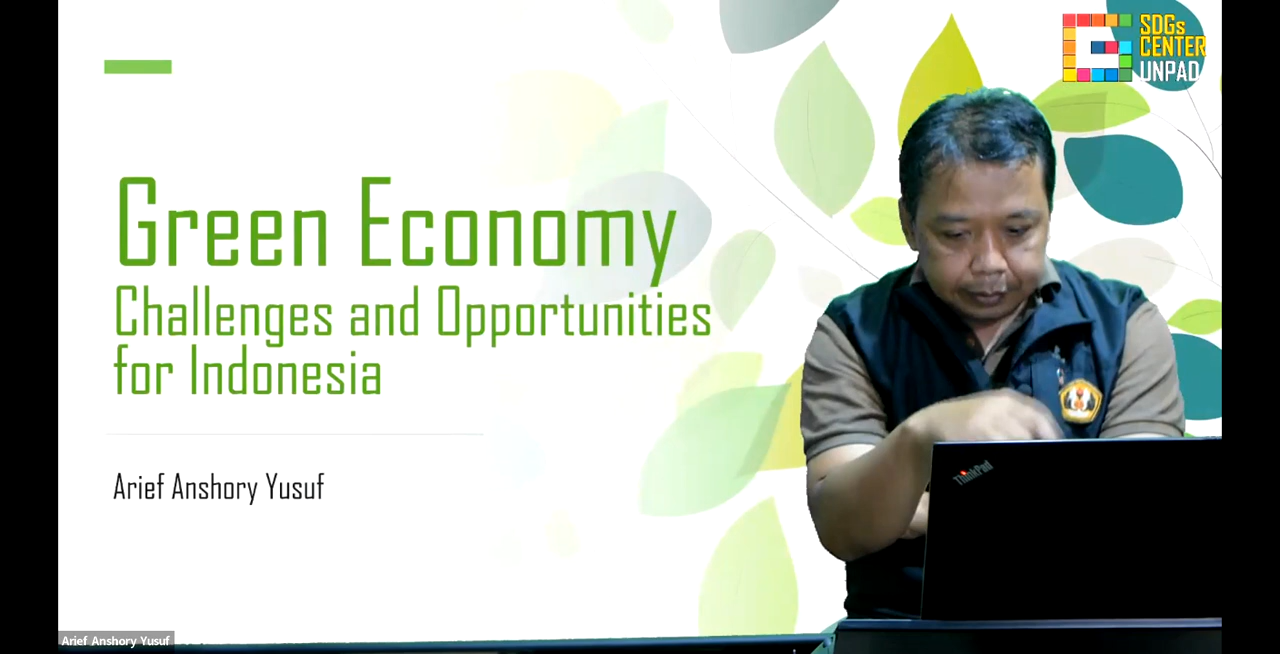 SDGs
CENTER
UNPAD
Green Economy
Challenges and Opportunities
for Indonesia
Arief Anshory Yusuf
ThinkPad
Arief Anshory Yusuf